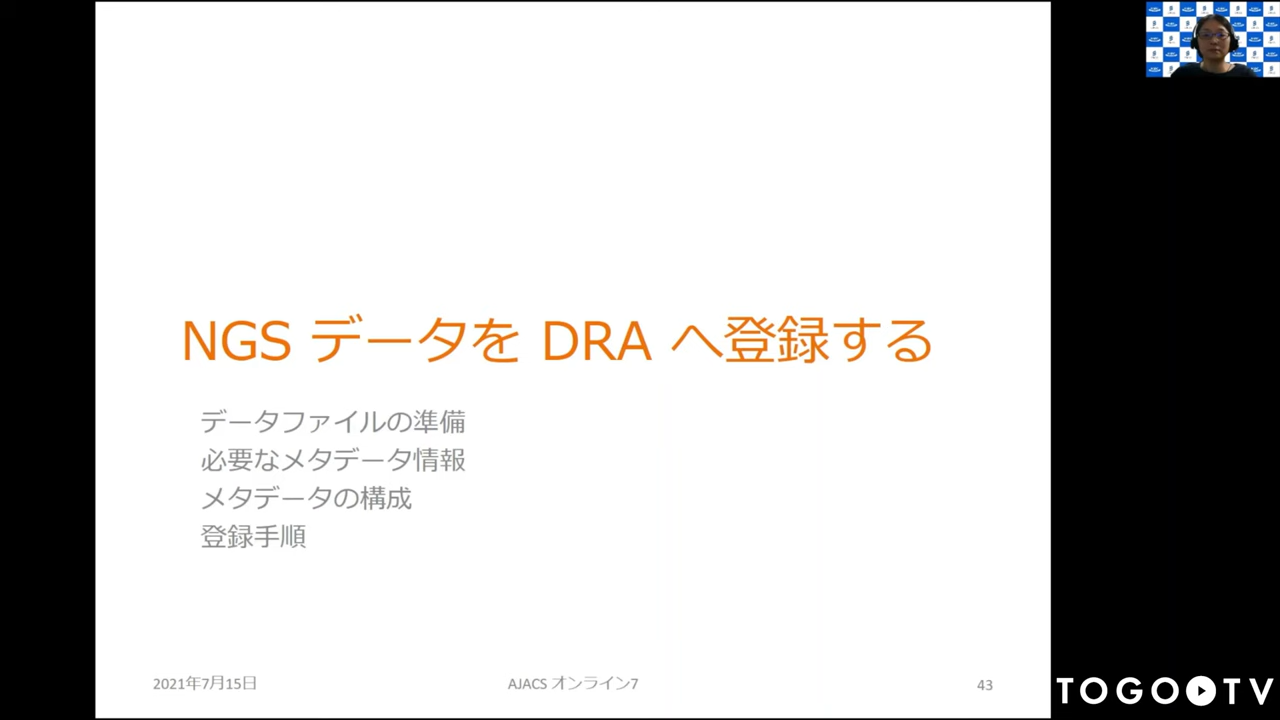 NGS データを DRA へ登録する
データファイルの準備
必要なメタデータ情報
メタデータの構成
登録手順
2021年7月15日
AJACS オンライン7
43
TOGO TV